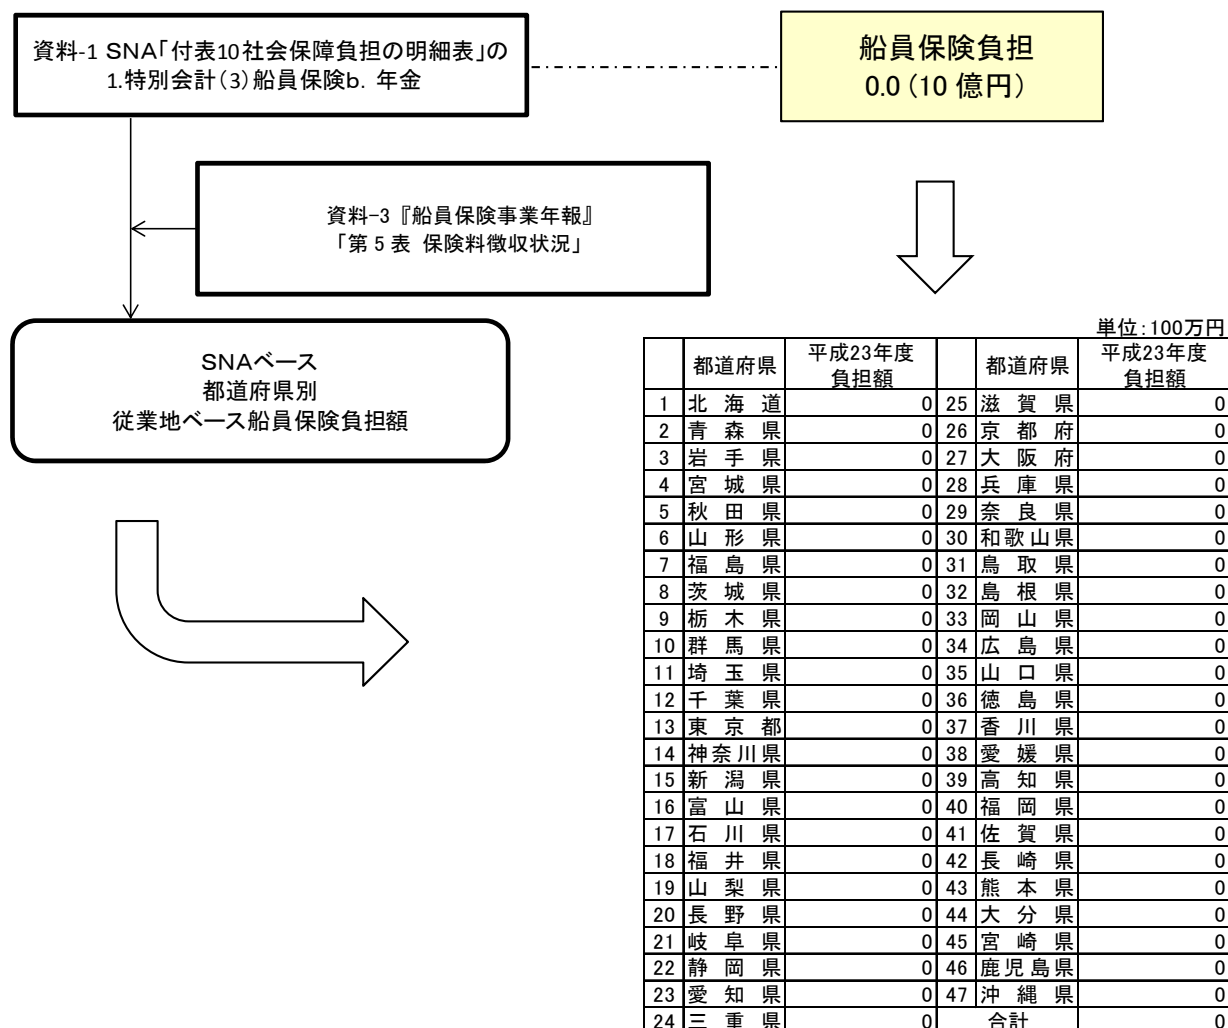 資料-1 SNA「付表10社会保障負担の明細表」の
1.特別会計(3)船員保険b. 年金
船員保険負担
0.0(10 億円)
資料-3『船員保険事業年報』
「第 5 表 保険料徴収状況」
SNAベース
都道府県別
従業地ベース船員保険負担額
単位:100万円
都道府県 平成23年度 負担額 都道府県 平成23年度 負担額
1 北海道 0 25 滋賀県 0
2 青森県 0 26 京都府 0
3 岩手県 0 27 大阪府 0
4 宮城県 0 28 兵庫県 0
5 秋田県 0 29 奈良県 0
6 山形県 0 30 和歌山県 0
7 福島県 0 31 鳥取県 0
8 茨城県 0 32 島根県 0
9 栃木県 0 33 岡山県 0
10 群馬県 0 34 広島県 0
11 埼玉県 0 35 山口県 0
12 千葉県 0 36 徳島県 0
13 東京都 0 37 香川県 0
14 神奈川県 0 38 愛媛県 0
15 新潟県 0 39 高知県 0
16 富山県 0 40 福岡県 0
17 石川県 0 41 佐賀県 0
18 福井県 0 42 長崎県 0
19 山梨県 0 43 熊本県 0
20 長野県 0 44 大分県 0
21 岐阜県 0 45 宮崎県 0
22 静岡県 0 46 鹿児島県 0
23 愛知県 0 47 沖縄県 0
24 三重県 0 合計 0